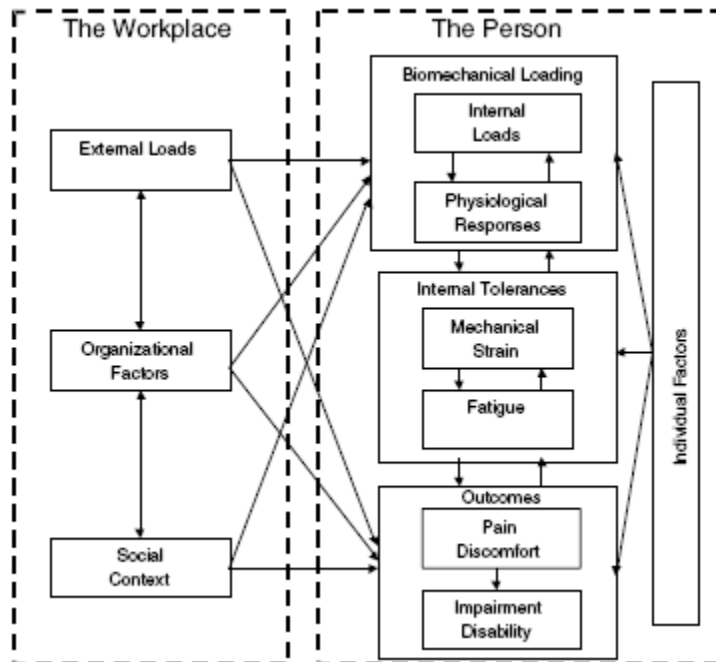 The Workplace
External Loads
Organizational
Factors
Social
Context
The Person
Biomechanical Loading
Internal
Loads
Physiological
Responses
Internal Tolerances
Mechanical
Strain
Fatigue
Outcomes
Pain
Discomfort
Impairment
Disability
Individual Factors